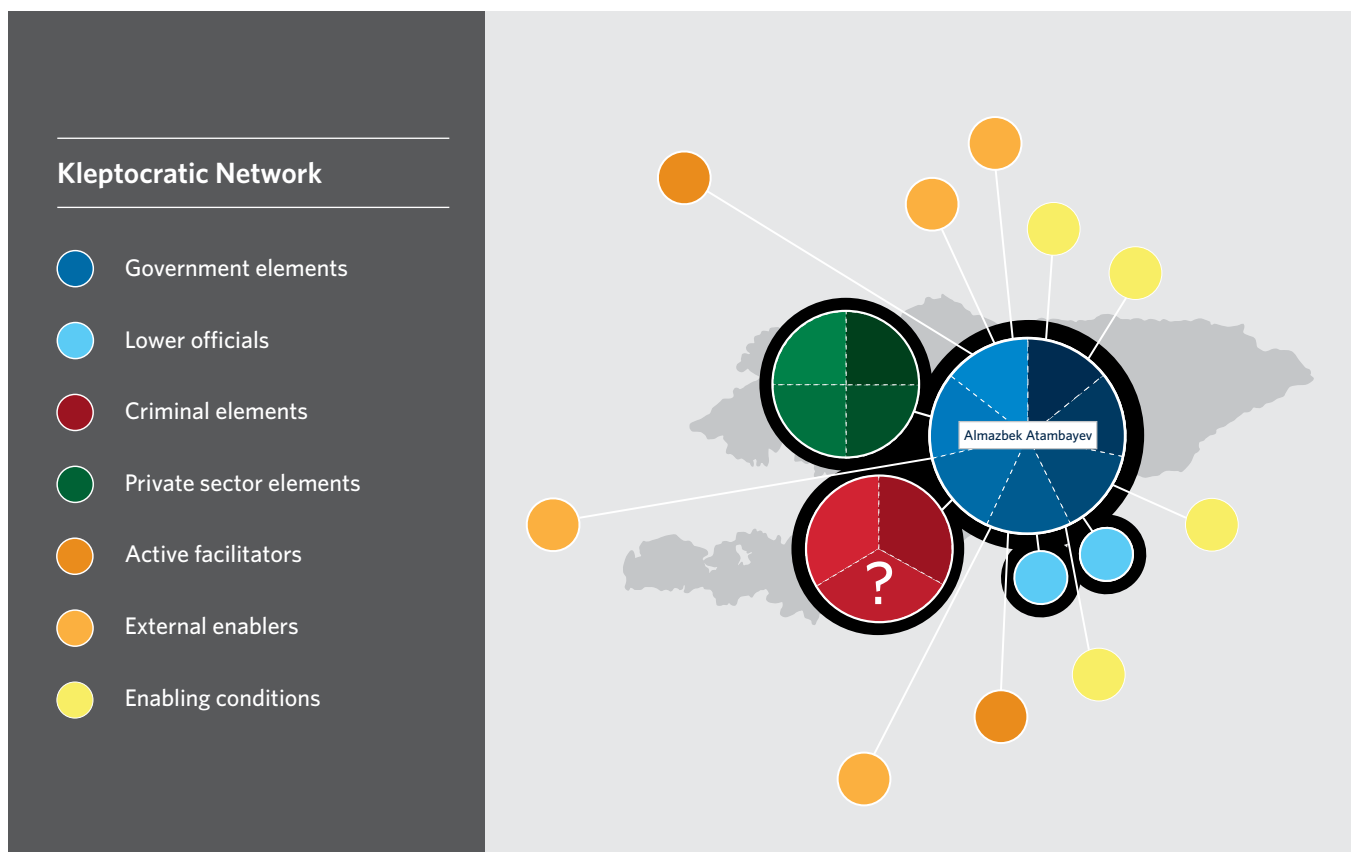 Kleptocratic Network
Government elements
Lower officials
Criminal elements
Private sector elements
Active facilitators
External enablers
Enabling conditions
Almazbek Atambayev
?